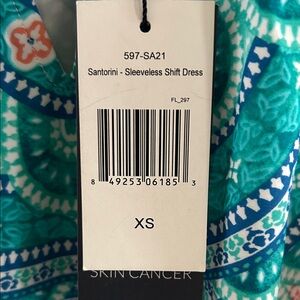 597-SA21
Santorini - Sleeveless Shift Dress
FL_297
8 49253 06185 3
XS
SKIN CANCER